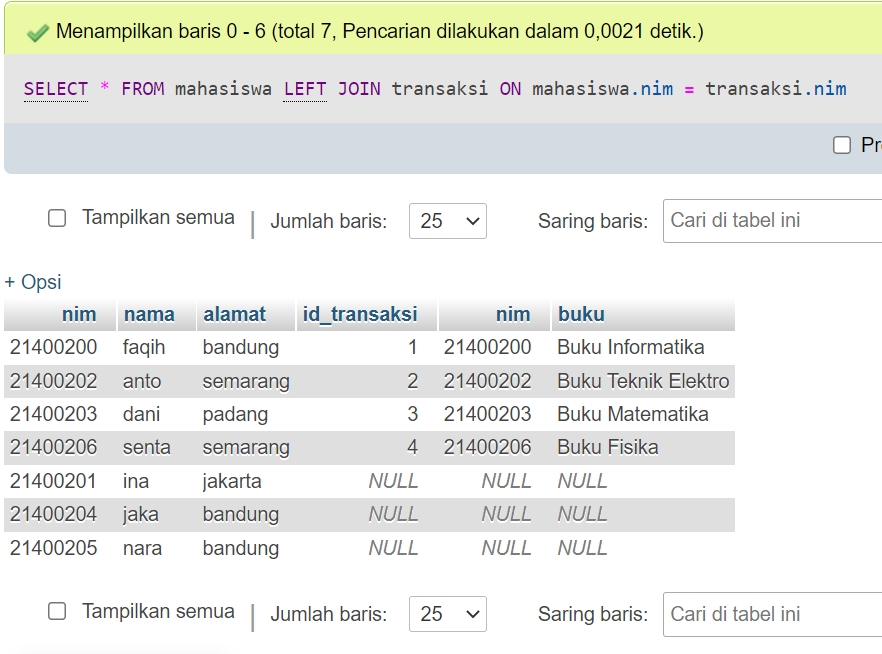 Menampilkan baris 0 - 6 (total 7, Pencarian dilakukan dalam 0,0021 detik.)
SELECT * FROM mahasiswa LEFT JOIN transaksi ON mahasiswa.nim = transaksi.nim
Tampilkan semua | Jumlah baris: 25 Saring baris: Cari di tabel ini
+ Opsi
nim nama alamat id_transaksi nim buku
21400200 faqih bandung 1 21400200 Buku Informatika
21400202 anto semarang 2 21400202 Buku Teknik Elektro
21400203 dani padang 3 21400203 Buku Matematika
21400206 senta semarang 4 21400206 Buku Fisika
21400201 ina jakarta NULL NULL NULL
21400204 jaka bandung NULL NULL NULL
21400205 nara bandung NULL NULL NULL
Tampilkan semua | Jumlah baris: 25 Saring baris: Cari di tabel ini